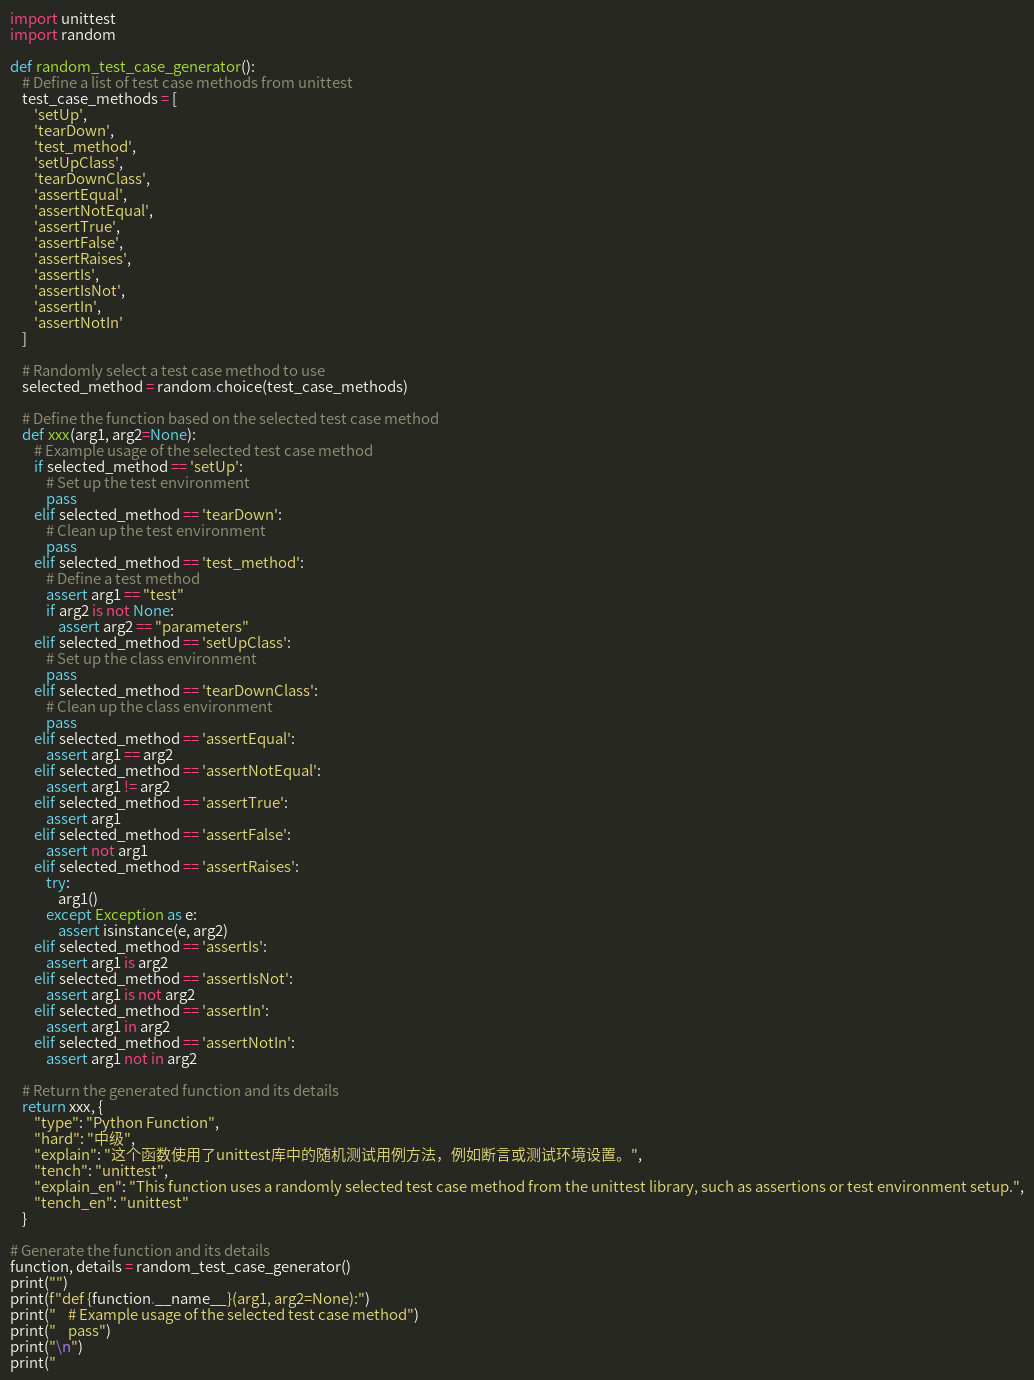 import unittest
import random

def random_test_case_generator():
    # Define a list of test case methods from unittest
    test_case_methods = [
        'setUp',
        'tearDown',
        'test_method',
        'setUpClass',
        'tearDownClass',
        'assertEqual',
        'assertNotEqual',
        'assertTrue',
        'assertFalse',
        'assertRaises',
        'assertIs',
        'assertIsNot',
        'assertIn',
        'assertNotIn'
    ]

    # Randomly select a test case method to use
    selected_method = random.choice(test_case_methods)

    # Define the function based on the selected test case method
    def xxx(arg1, arg2=None):
        # Example usage of the selected test case method
        if selected_method == 'setUp':
            # Set up the test environment
            pass
        elif selected_method == 'tearDown':
            # Clean up the test environment
            pass
        elif selected_method == 'test_method':
            # Define a test method
            assert arg1 == "test"
            if arg2 is not None:
                assert arg2 == "parameters"
        elif selected_method == 'setUpClass':
            # Set up the class environment
            pass
        elif selected_method == 'tearDownClass':
            # Clean up the class environment
            pass
        elif selected_method == 'assertEqual':
            assert arg1 == arg2
        elif selected_method == 'assertNotEqual':
            assert arg1 != arg2
        elif selected_method == 'assertTrue':
            assert arg1
        elif selected_method == 'assertFalse':
            assert not arg1
        elif selected_method == 'assertRaises':
            try:
                arg1()
            except Exception as e:
                assert isinstance(e, arg2)
        elif selected_method == 'assertIs':
            assert arg1 is arg2
        elif selected_method == 'assertIsNot':
            assert arg1 is not arg2
        elif selected_method == 'assertIn':
            assert arg1 in arg2
        elif selected_method == 'assertNotIn':
            assert arg1 not in arg2

    # Return the generated function and its details
    return xxx, {
        "type": "Python Function",
        "hard": "中级",
        "explain": "这个函数使用了unittest库中的随机测试用例方法，例如断言或测试环境设置。",
        "tench": "unittest",
        "explain_en": "This function uses a randomly selected test case method from the unittest library, such as assertions or test environment setup.",
        "tench_en": "unittest"
    }

# Generate the function and its details
function, details = random_test_case_generator()
print("")
print(f"def {function.__name__}(arg1, arg2=None):")
print("    # Example usage of the selected test case method")
print("    pass")
print("\n")
print("